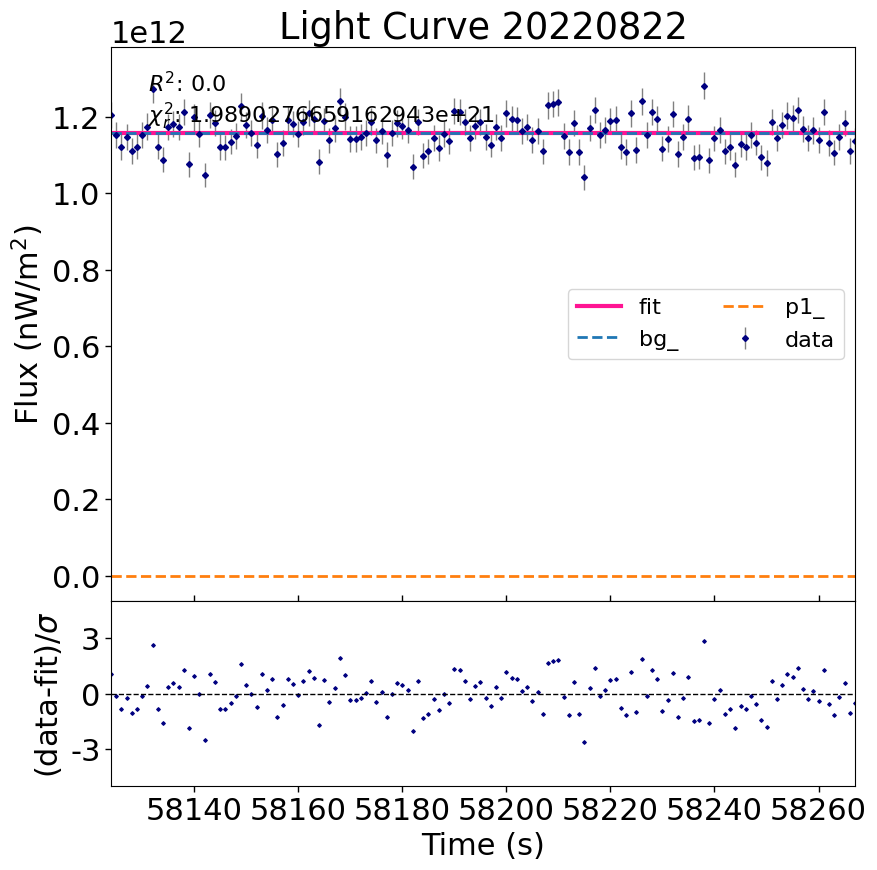 Light Curve 20220822
1e12
R²: 0.0
χ²ᵣ: 1.9890276659162943e+21
1.2
1.0
0.8
0.6
0.4
0.2
0.0
Flux (nW/m²)
fit
bg_
p1_
data
3
0
-3
(data-fit)/σ
58140 58160 58180 58200 58220 58240 58260
Time (s)